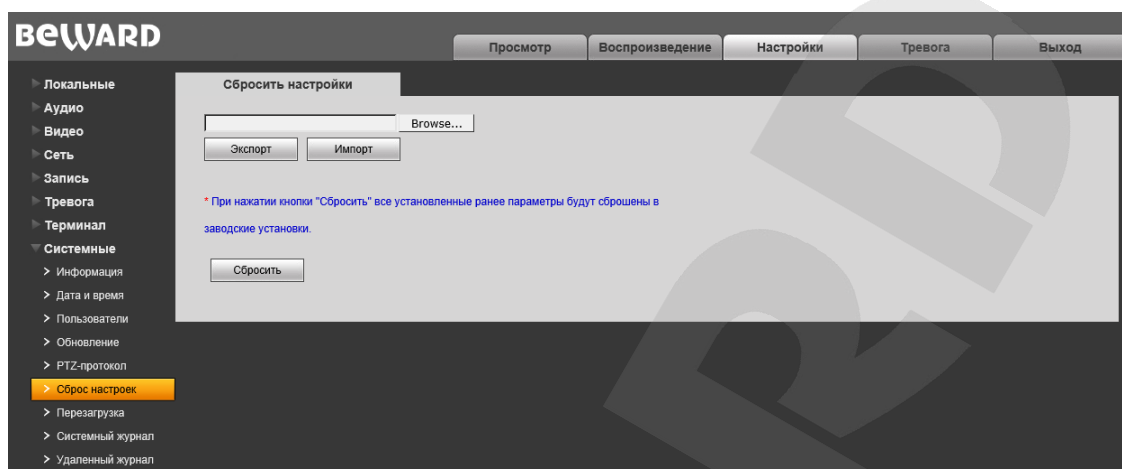 BEWARD
Просмотр
Воспроизведение
Настройки
Тревога
Выход
Локальные
Аудио
Видео
Сеть
Запись
Тревога
Терминал
Системные
Информация
Дата и время
Пользователи
Обновление
PTZ-протокол
Сброс настроек
Перезагрузка
Системный журнал
Удаленный журнал
Сбросить настройки
Browse...
Экспорт
Импорт
* При нажатии кнопки "Сбросить" все установленные ранее параметры будут сброшены в
заводские установки.
Сбросить
RD